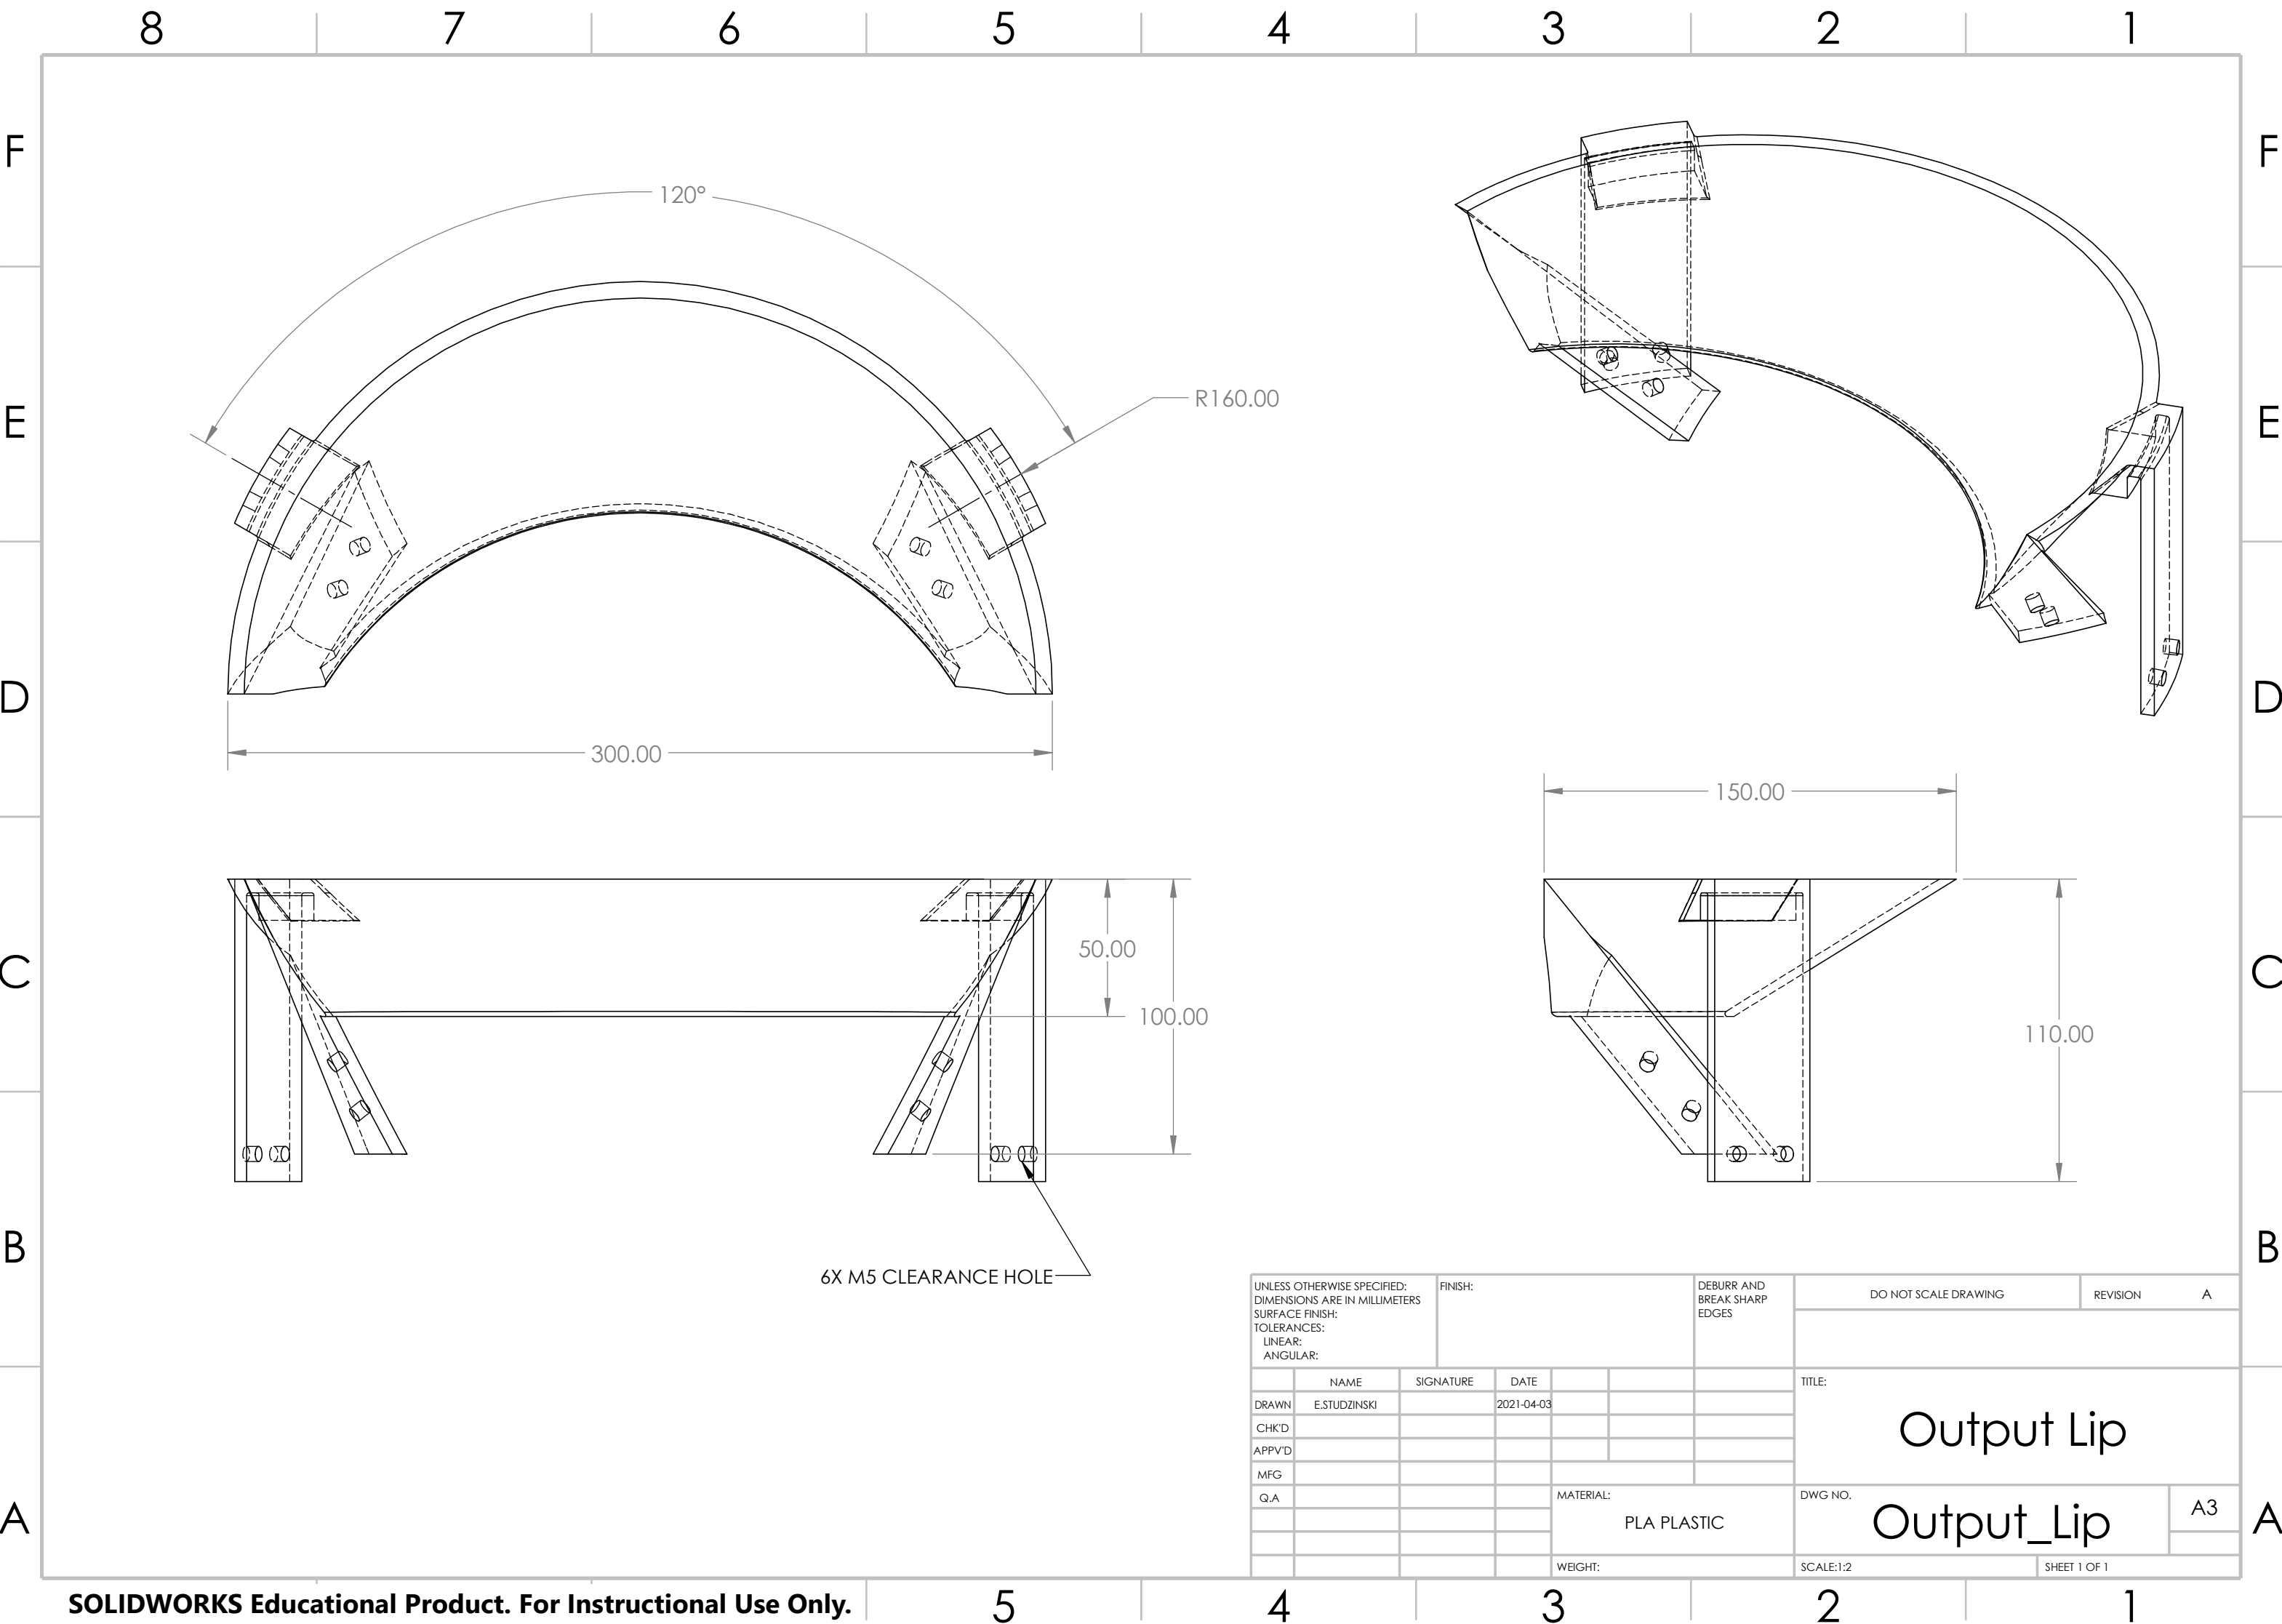 8 7 6 5 4 3 2 1
F F
E E
D D
C C
B B
A A
120°
R160.00
300.00
150.00
50.00
100.00
110.00
6X M5 CLEARANCE HOLE
UNLESS OTHERWISE SPECIFIED:
DIMENSIONS ARE IN MILLIMETERS
SURFACE FINISH:
TOLERANCES:
LINEAR:
ANGULAR:
FINISH:
DEBURR AND
BREAK SHARP
EDGES
DO NOT SCALE DRAWING
REVISION A
NAME SIGNATURE DATE
DRAWN E.STUDZINSKI 2021-04-03
CHK'D
APPV'D
MFG
Q.A
TITLE:
Output Lip
MATERIAL:
PLA PLASTIC
DWG NO.
Output_Lip
A3
WEIGHT:
SCALE:1:2
SHEET 1 OF 1
SOLIDWORKS Educational Product. For Instructional Use Only.
5 4 3 2 1